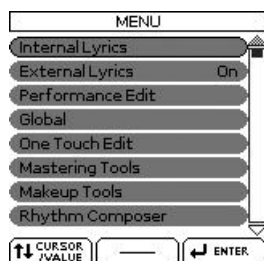 MENU
Internal Lyrics
External Lyrics On
Performance Edit
Global
One Touch Edit
Mastering Tools
Makeup Tools
Rhythm Composer
CURSOR
/VALUE
ENTER